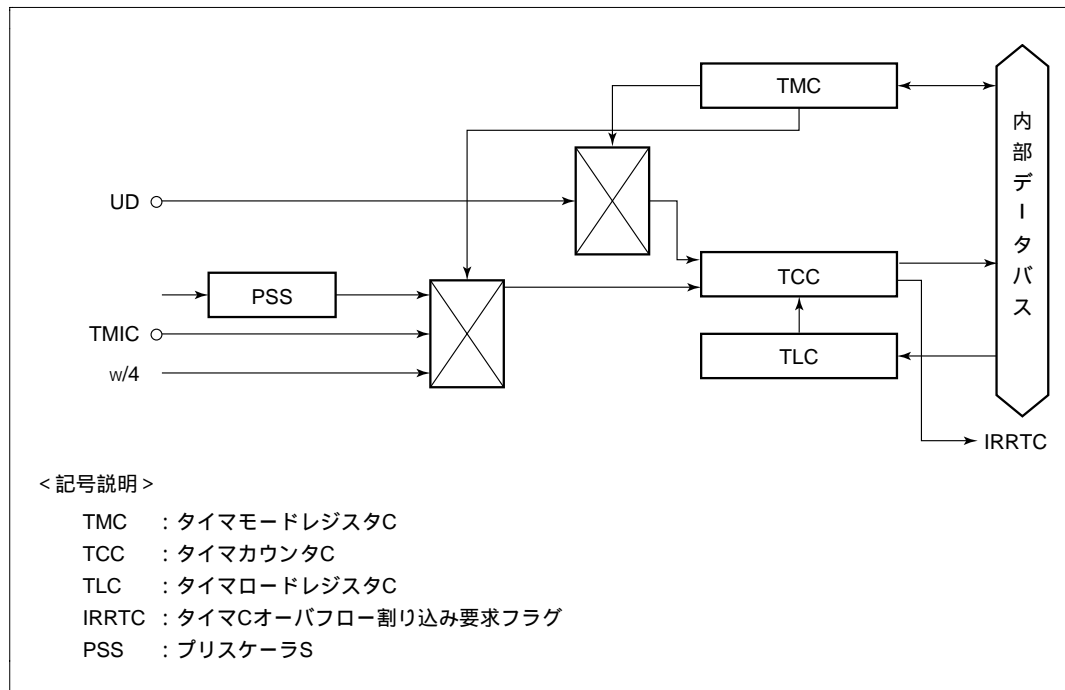 TMC
内部データバス
UD
TCC
PSS
TMIC
TLC
w/4
IRRTC
<記号説明>
TMC : タイマモードレジスタC
TCC : タイマカウンタC
TLC : タイマロードレジスタC
IRRTC : タイマCオーバフロー割り込み要求フラグ
PSS : プリスケーラS